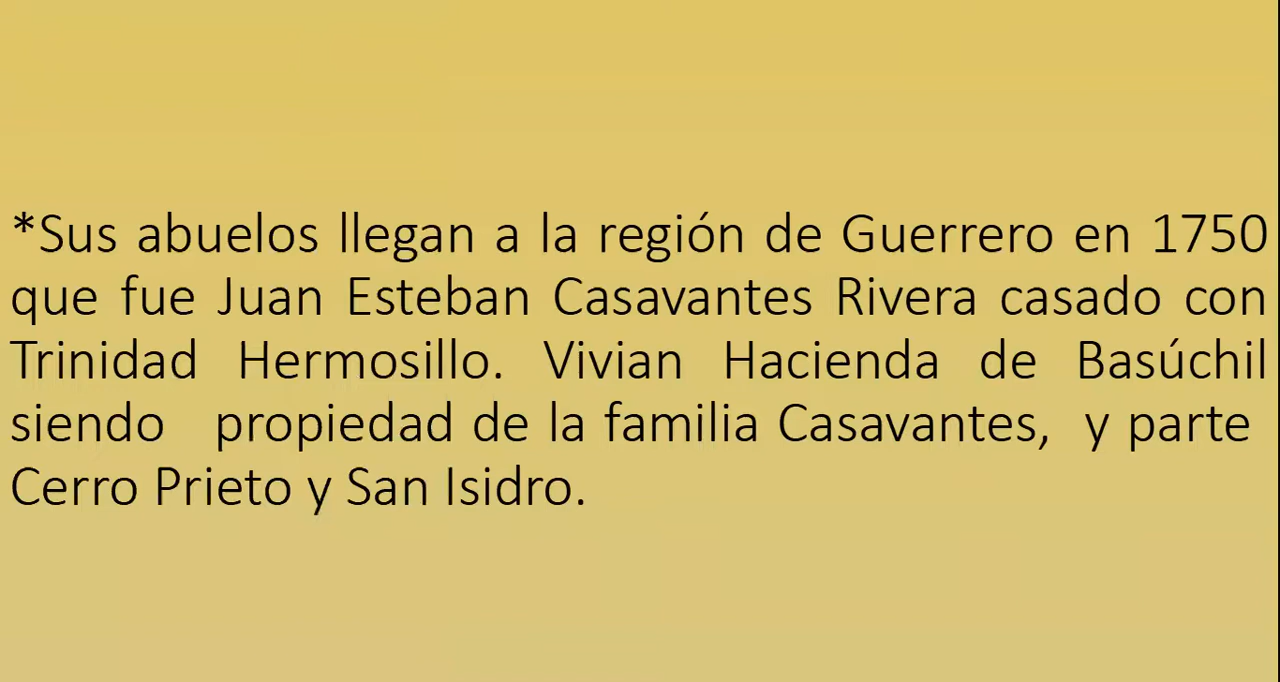 *Sus abuelos llegan a la región de Guerrero en 1750
que fue Juan Esteban Casavantes Rivera casado con
Trinidad Hermosillo. Vivian Hacienda de Basúchil
siendo propiedad de la familia Casavantes, y parte
Cerro Prieto y San Isidro.